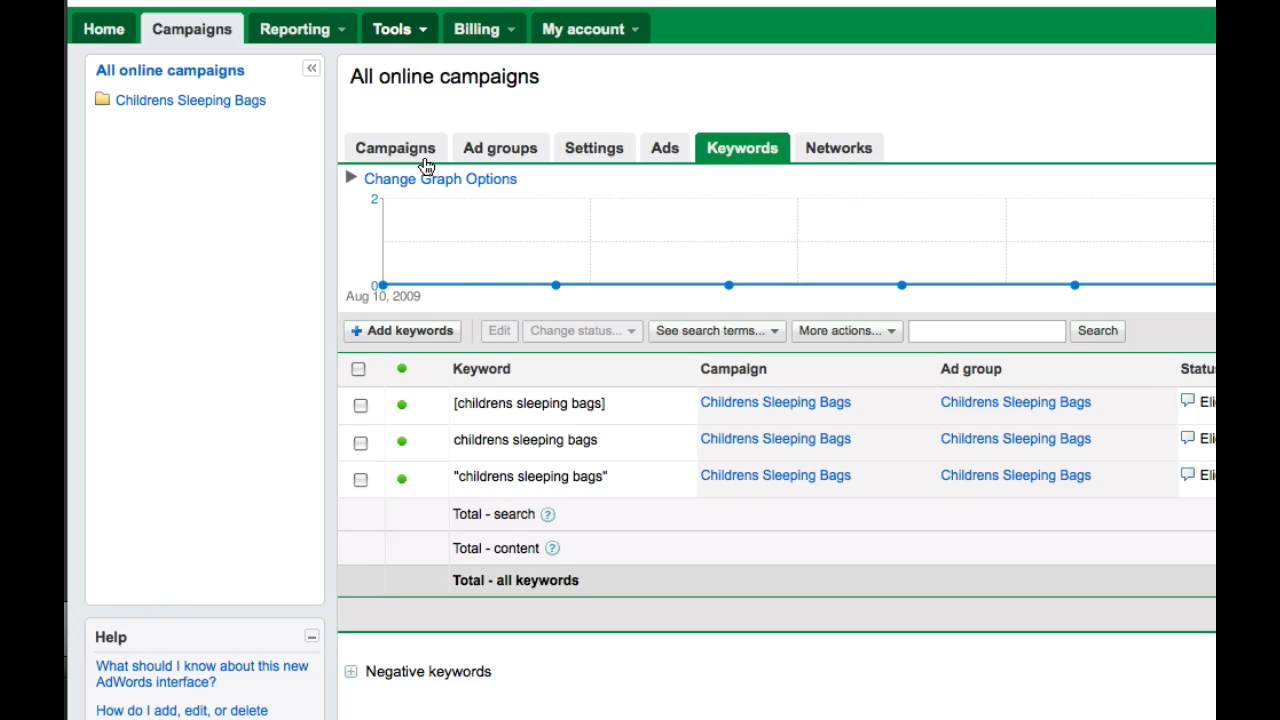 Home Campaigns Reporting Tools Billing My account
All online campaigns
Childrens Sleeping Bags
All online campaigns
Campaigns Ad groups Settings Ads Keywords Networks
Change Graph Options
2
0
Aug 10, 2009
+ Add keywords Edit Change status... See search terms... More actions... Search
Keyword Campaign Ad group
[childrens sleeping bags] Childrens Sleeping Bags Childrens Sleeping Bags
childrens sleeping bags Childrens Sleeping Bags Childrens Sleeping Bags
"childrens sleeping bags" Childrens Sleeping Bags Childrens Sleeping Bags
Total - search ?
Total - content ?
Total - all keywords
Help
What should I know about this new
AdWords interface?
How do I add, edit, or delete
Negative keywords